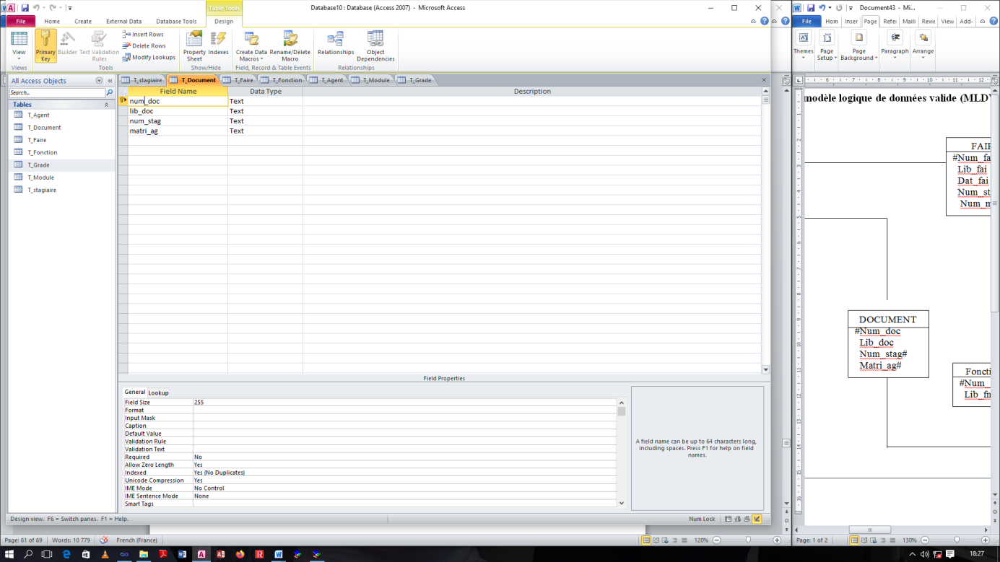 Table Tools
Database10 : Database (Access 2007) - Microsoft Access
File Home Create External Data Database Tools Design
View
Views
Primary Key
Builder
Test Validation Rules
Insert Rows
Delete Rows
Modify Lookups
Tools
Property Sheet
Indexes
Show/Hide
Create Data Macros
Rename/Delete Macro
Field, Record & Table Events
Relationships
Object Dependencies
Relationships
All Access Objects
Search...
Tables
T_Agent
T_Document
T_Faire
T_Fonction
T_Grade
T_Module
T_stagiaire
T_stagiaire T_Document T_Faire T_Fonction T_Agent T_Module T_Grade
Field Name Data Type Description
num_doc Text
lib_doc Text
num_stag Text
matri_ag Text
Field Properties
General Lookup
Field Size 255
Format
Input Mask
Caption
Default Value
Validation Rule
Validation Text
Required No
Allow Zero Length Yes
Indexed Yes (No Duplicates)
Unicode Compression Yes
IME Mode No Control
IME Sentence Mode None
Smart Tags
A field name can be up to 64 characters long,
including spaces. Press F1 for help on field
names.
Design view. F6 = Switch panes. F1 = Help.
Num Lock
Page: 61 of 69 Words: 10 779 French (France) 120%
Document43 - Mi...
File Hom Inser Page Refe Maili Revi View Add-
Themes
Page Setup
Page Background
Paragraph
Arrange
6 7 8 9 10 11 12
modèle logique de données valide (MLD)
FAIR
#Num_fa
Lib_fai
Dat_fai
Num_st
Num_m
DOCUMENT
#Num_doc
Lib_doc
Num_stag#
Matri_ag#
Foncti
#Num_
Lib_fn
Page: 1 of 2 130%
18:27